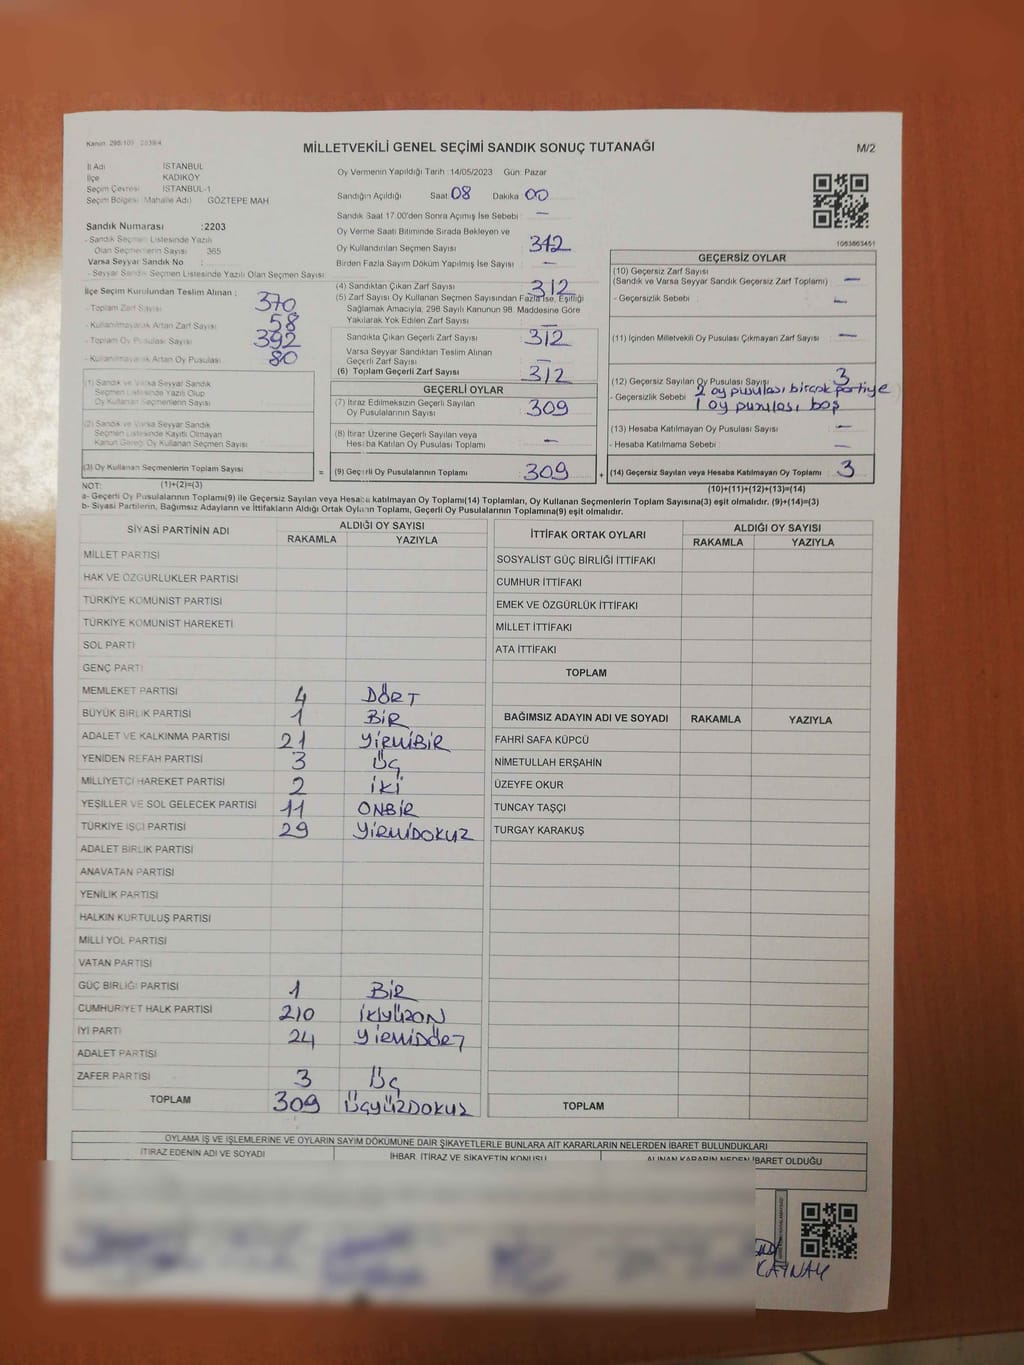 Kanun: 298/105 2839/4
MİLLETVEKİLİ GENEL SEÇİMİ SANDIK SONUÇ TUTANAĞI
M/2
İl Adı İSTANBUL
İlçe KADIKÖY
Seçim Çevresi İSTANBUL-1
Seçim Bölgesi (Mahalle Adı) GÖZTEPE MAH
Sandık Numarası :2203
- Sandık Seçmen Listesinde Yazılı
Olan Seçmenlerin Sayısı : 365
Varsa Seyyar Sandık No :
- Seyyar Sandık Seçmen Listesinde Yazılı Olan Seçmen Sayısı :
İlçe Seçim Kurulundan Teslim Alınan :
- Toplam Zarf Sayısı 370
- Kullanılmayarak Artan Zarf Sayısı 58
- Toplam Oy Pusulası Sayısı 392
- Kullanılmayarak Artan Oy Pusulası 80
(1) Sandık ve Varsa Seyyar Sandık
Seçmen Listesinde Yazılı Olup
Oy Kullanan Seçmenlerin Sayısı
(2) Sandık ve Varsa Seyyar Sandık
Seçmen Listesinde Kayıtlı Olmayan
Kanun Gereği Oy Kullanan Seçmen Sayısı
(3) Oy Kullanan Seçmenlerin Toplam Sayısı =
Oy Vermenin Yapıldığı Tarih :14/05/2023 Gün: Pazar
Sandığın Açıldığı Saat 08 Dakika 00
Sandık Saat 17:00'den Sonra Açımış İse Sebebi : —
Oy Verme Saati Bitiminde Sırada Bekleyen ve
Oy Kullandırılan Seçmen Sayısı 312
Birden Fazla Sayım Döküm Yapılmış İse Sayısı : —
(4) Sandıktan Çıkan Zarf Sayısı 312
(5) Zarf Sayısı Oy Kullanan Seçmen Sayısından Fazla İse, Eşitliği
Sağlamak Amacıyla, 298 Sayılı Kanunun 98. Maddesine Göre
Yakılarak Yok Edilen Zarf Sayısı —
Sandıkta Çıkan Geçerli Zarf Sayısı 312
Varsa Seyyar Sandıktan Teslim Alınan
Geçerli Zarf Sayısı —
(6) Toplam Geçerli Zarf Sayısı 312
GEÇERLİ OYLAR
(7) İtiraz Edilmeksizin Geçerli Sayılan
Oy Pusulalarının Sayısı 309
(8) İtiraz Üzerine Geçerli Sayılan veya
Hesaba Katılan Oy Pusulası Toplamı —
(9) Geçerli Oy Pusulalarının Toplamı 309 +
1083663451
GEÇERSİZ OYLAR
(10) Geçersiz Zarf Sayısı
(Sandık ve Varsa Seyyar Sandık Geçersiz Zarf Toplamı) —
- Geçersizlik Sebebi : —
(11) İçinden Milletvekili Oy Pusulası Çıkmayan Zarf Sayısı —
(12) Geçersiz Sayılan Oy Pusulası Sayısı 3
- Geçersizlik Sebebi : 2 oy pusulası birçok partiye
1 oy pusulası boş
(13) Hesaba Katılmayan Oy Pusulası Sayısı —
- Hesaba Katılmama Sebebi : —
(14) Geçersiz Sayılan veya Hesaba Katılmayan Oy Toplamı 3
NOT: (1)+(2)=(3)
(10)+(11)+(12)+(13)=(14)
a- Geçerli Oy Pusulalarının Toplamı(9) ile Geçersiz Sayılan veya Hesaba katılmayan Oy Toplamı(14) Toplamları, Oy Kullanan Seçmenlerin Toplam Sayısına(3) eşit olmalıdır. (9)+(14)=(3)
b- Siyasi Partilerin, Bağımsız Adayların ve İttifakların Aldığı Ortak Oyların Toplamı, Geçerli Oy Pusulalarının Toplamına(9) eşit olmalıdır.
SİYASİ PARTİNİN ADI ALDIĞI OY SAYISI
RAKAMLA YAZIYLA
MİLLET PARTİSİ
HAK VE ÖZGÜRLÜKLER PARTİSİ
TÜRKİYE KOMÜNİST PARTİSİ
TÜRKİYE KOMÜNİST HAREKETİ
SOL PARTİ
GENÇ PARTİ
MEMLEKET PARTİSİ 4 DÖRT
BÜYÜK BİRLİK PARTİSİ 1 BİR
ADALET VE KALKINMA PARTİSİ 21 YİRMİBİR
YENİDEN REFAH PARTİSİ 3 ÜÇ
MİLLİYETÇİ HAREKET PARTİSİ 2 İKİ
YEŞİLLER VE SOL GELECEK PARTİSİ 11 ONBİR
TÜRKİYE İŞÇİ PARTİSİ 29 YİRMİDOKUZ
ADALET BİRLİK PARTİSİ
ANAVATAN PARTİSİ
YENİLİK PARTİSİ
HALKIN KURTULUŞ PARTİSİ
MİLLİ YOL PARTİSİ
VATAN PARTİSİ
GÜÇ BİRLİĞİ PARTİSİ 1 BİR
CUMHURİYET HALK PARTİSİ 210 İKİYÜZON
İYİ PARTİ 24 YİRMİDÖRT
ADALET PARTİSİ
ZAFER PARTİSİ 3 ÜÇ
TOPLAM 309 ÜÇYÜZDOKUZ
İTTİFAK ORTAK OYLARI ALDIĞI OY SAYISI
RAKAMLA YAZIYLA
SOSYALİST GÜÇ BİRLİĞİ İTTİFAKI
CUMHUR İTTİFAKI
EMEK VE ÖZGÜRLÜK İTTİFAKI
MİLLET İTTİFAKI
ATA İTTİFAKI
TOPLAM
BAĞIMSIZ ADAYIN ADI VE SOYADI RAKAMLA YAZIYLA
FAHRİ SAFA KÜPCÜ
NİMETULLAH ERŞAHİN
ÜZEYFE OKUR
TUNCAY TAŞÇI
TURGAY KARAKUŞ
TOPLAM
OYLAMA İŞ VE İŞLEMLERİNE VE OYLARIN SAYIM DÖKÜMÜNE DAİR ŞİKAYETLERLE BUNLARA AİT KARARLARIN NELERDEN İBARET BULUNDUKLARI
İTİRAZ EDENİN ADI VE SOYADI
İHBAR, İTİRAZ VE ŞİKAYETİN KONUSU
ALINAN KARARIN NEDEN İBARET OLDUĞU
KAYNAK